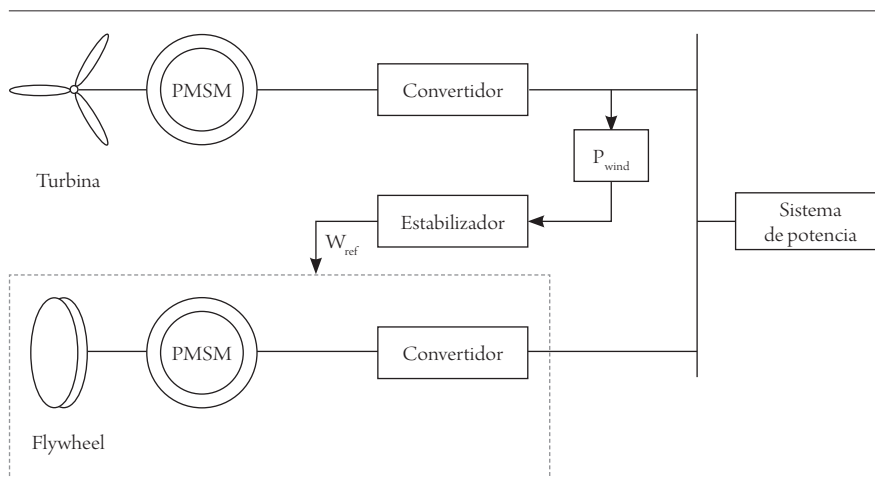 PMSM
Convertidor
P_wind
Turbina
Estabilizador
W_ref
Sistema
de potencia
PMSM
Convertidor
Flywheel